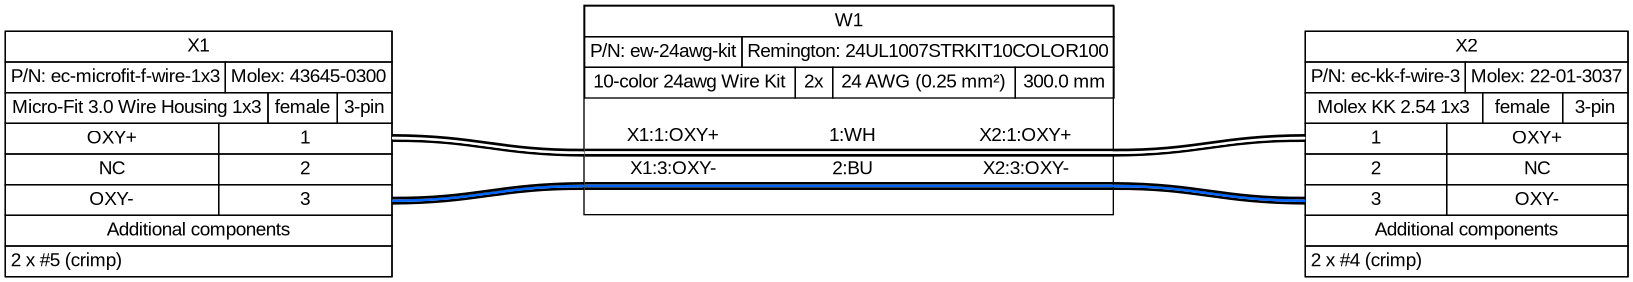 X1
P/N: ec-microfit-f-wire-1x3 Molex: 43645-0300
Micro-Fit 3.0 Wire Housing 1x3 female 3-pin
OXY+ 1
NC 2
OXY- 3
Additional components
2 x #5 (crimp)
W1
P/N: ew-24awg-kit Remington: 24UL1007STRKIT10COLOR100
10-color 24awg Wire Kit 2x 24 AWG (0.25 mm²) 300.0 mm
X1:1:OXY+ 1:WH X2:1:OXY+
X1:3:OXY- 2:BU X2:3:OXY-
X2
P/N: ec-kk-f-wire-3 Molex: 22-01-3037
Molex KK 2.54 1x3 female 3-pin
1 OXY+
2 NC
3 OXY-
Additional components
2 x #4 (crimp)